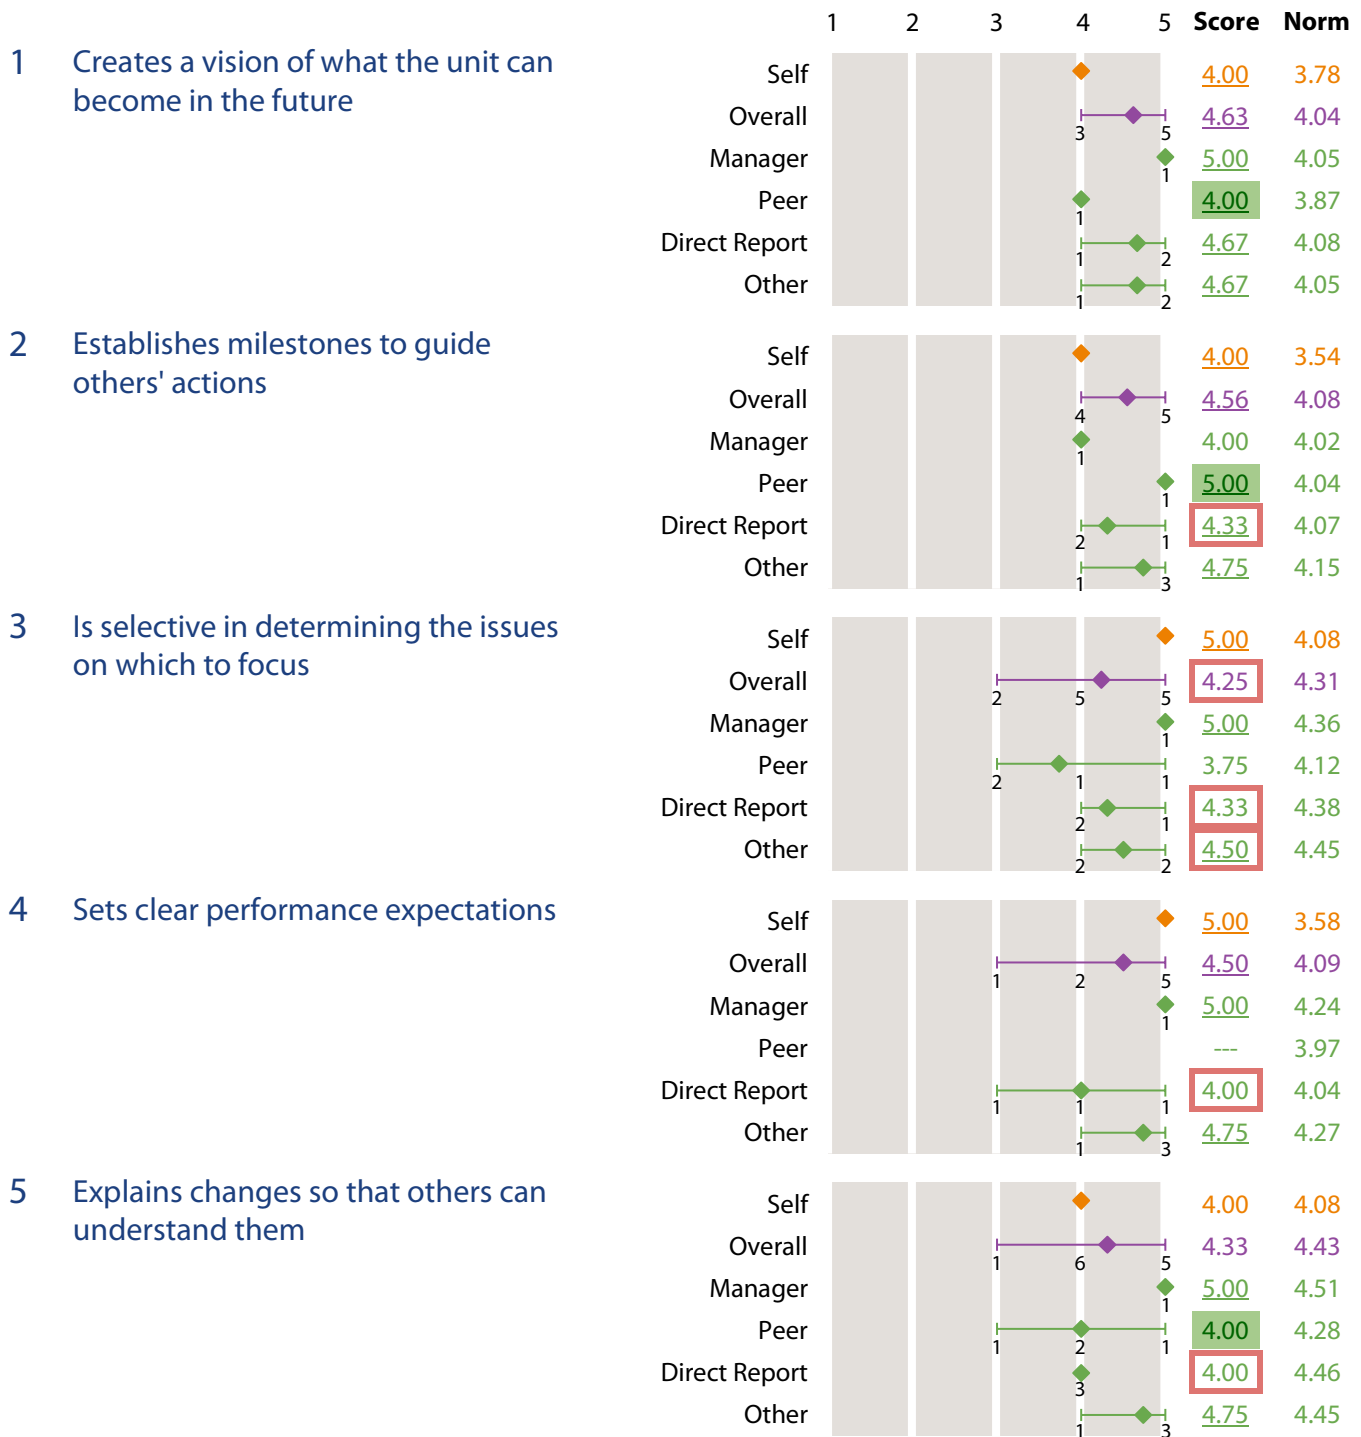 1 2 3 4 5 Score Norm
1 Creates a vision of what the unit can
become in the future
Self 4.00 3.78
Overall 3 5 4.63 4.04
Manager 1 5.00 4.05
Peer 1 4.00 3.87
Direct Report 1 2 4.67 4.08
Other 1 2 4.67 4.05
2 Establishes milestones to guide
others' actions
Self 4.00 3.54
Overall 4 5 4.56 4.08
Manager 1 4.00 4.02
Peer 1 5.00 4.04
Direct Report 2 1 4.33 4.07
Other 1 3 4.75 4.15
3 Is selective in determining the issues
on which to focus
Self 5.00 4.08
Overall 2 5 5 4.25 4.31
Manager 1 5.00 4.36
Peer 2 1 1 3.75 4.12
Direct Report 2 1 4.33 4.38
Other 2 2 4.50 4.45
4 Sets clear performance expectations
Self 5.00 3.58
Overall 1 2 5 4.50 4.09
Manager 1 5.00 4.24
Peer --- 3.97
Direct Report 1 1 1 4.00 4.04
Other 1 3 4.75 4.27
5 Explains changes so that others can
understand them
Self 4.00 4.08
Overall 1 6 5 4.33 4.43
Manager 1 5.00 4.51
Peer 1 2 1 4.00 4.28
Direct Report 3 4.00 4.46
Other 1 3 4.75 4.45